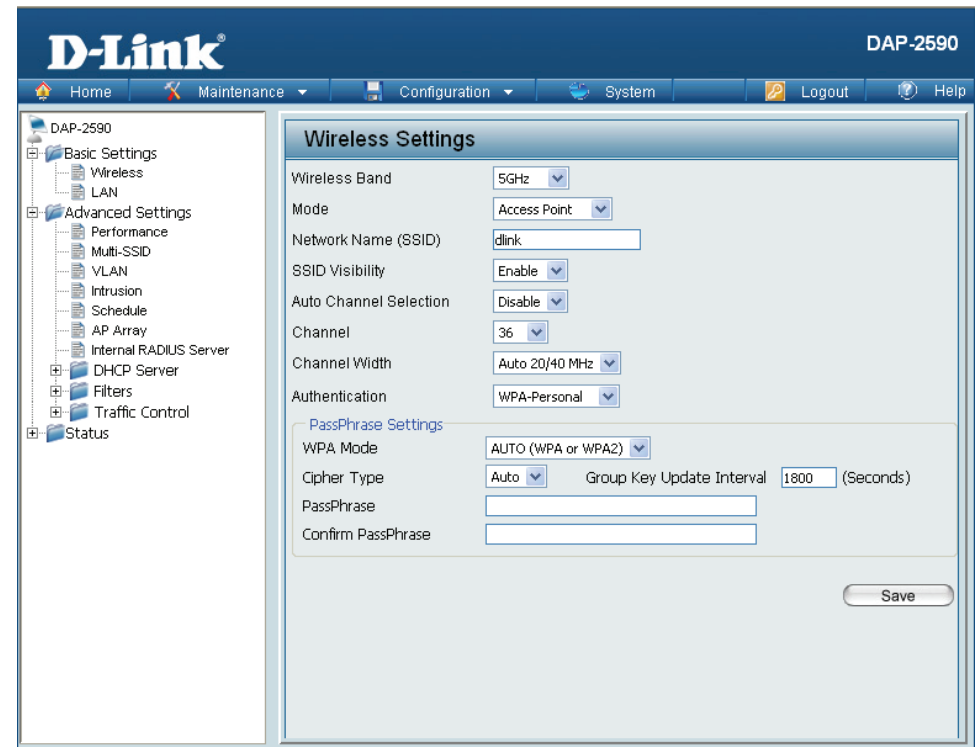 D-Link®
DAP-2590
Home Maintenance Configuration System Logout Help
DAP-2590
Basic Settings
Wireless
LAN
Advanced Settings
Performance
Multi-SSID
VLAN
Intrusion
Schedule
AP Array
Internal RADIUS Server
DHCP Server
Filters
Traffic Control
Status
Wireless Settings
Wireless Band 5GHz
Mode Access Point
Network Name (SSID) dlink
SSID Visibility Enable
Auto Channel Selection Disable
Channel 36
Channel Width Auto 20/40 MHz
Authentication WPA-Personal
PassPhrase Settings
WPA Mode AUTO (WPA or WPA2)
Cipher Type Auto Group Key Update Interval 1800 (Seconds)
PassPhrase
Confirm PassPhrase
Save